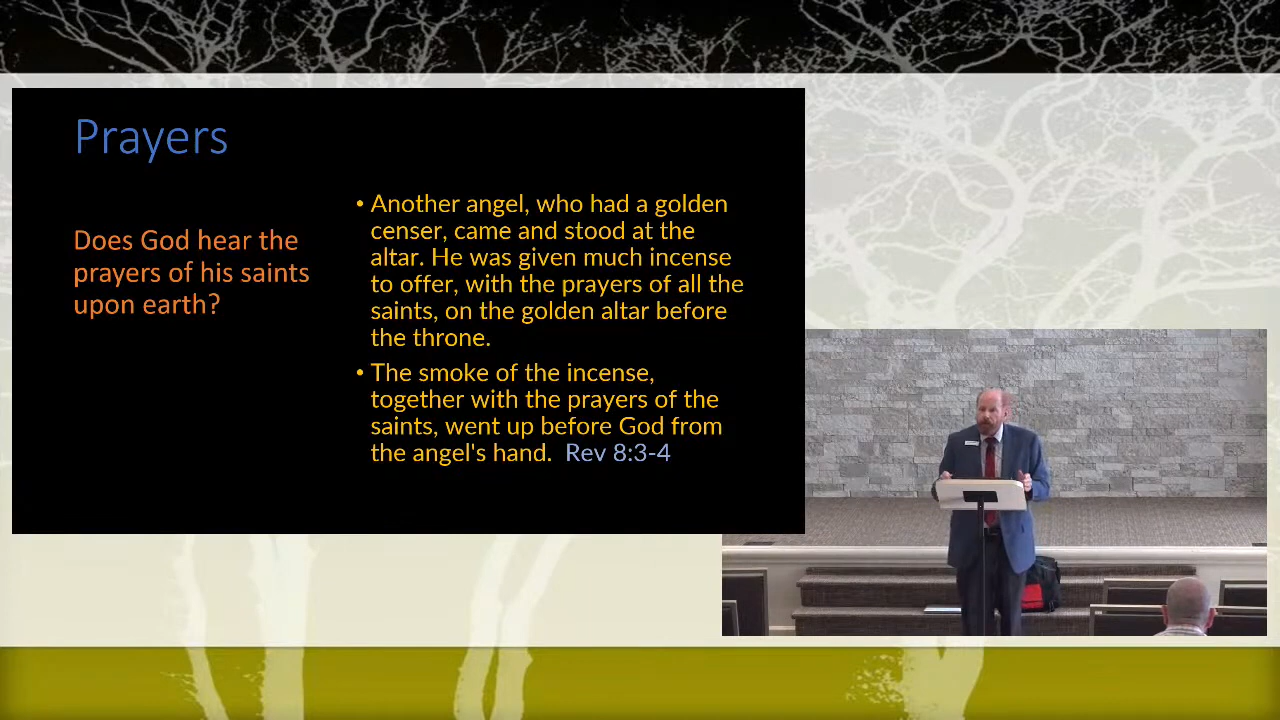 Prayers
Does God hear the
prayers of his saints
upon earth?
• Another angel, who had a golden
censer, came and stood at the
altar. He was given much incense
to offer, with the prayers of all the
saints, on the golden altar before
the throne.
• The smoke of the incense,
together with the prayers of the
saints, went up before God from
the angel's hand. Rev 8:3-4